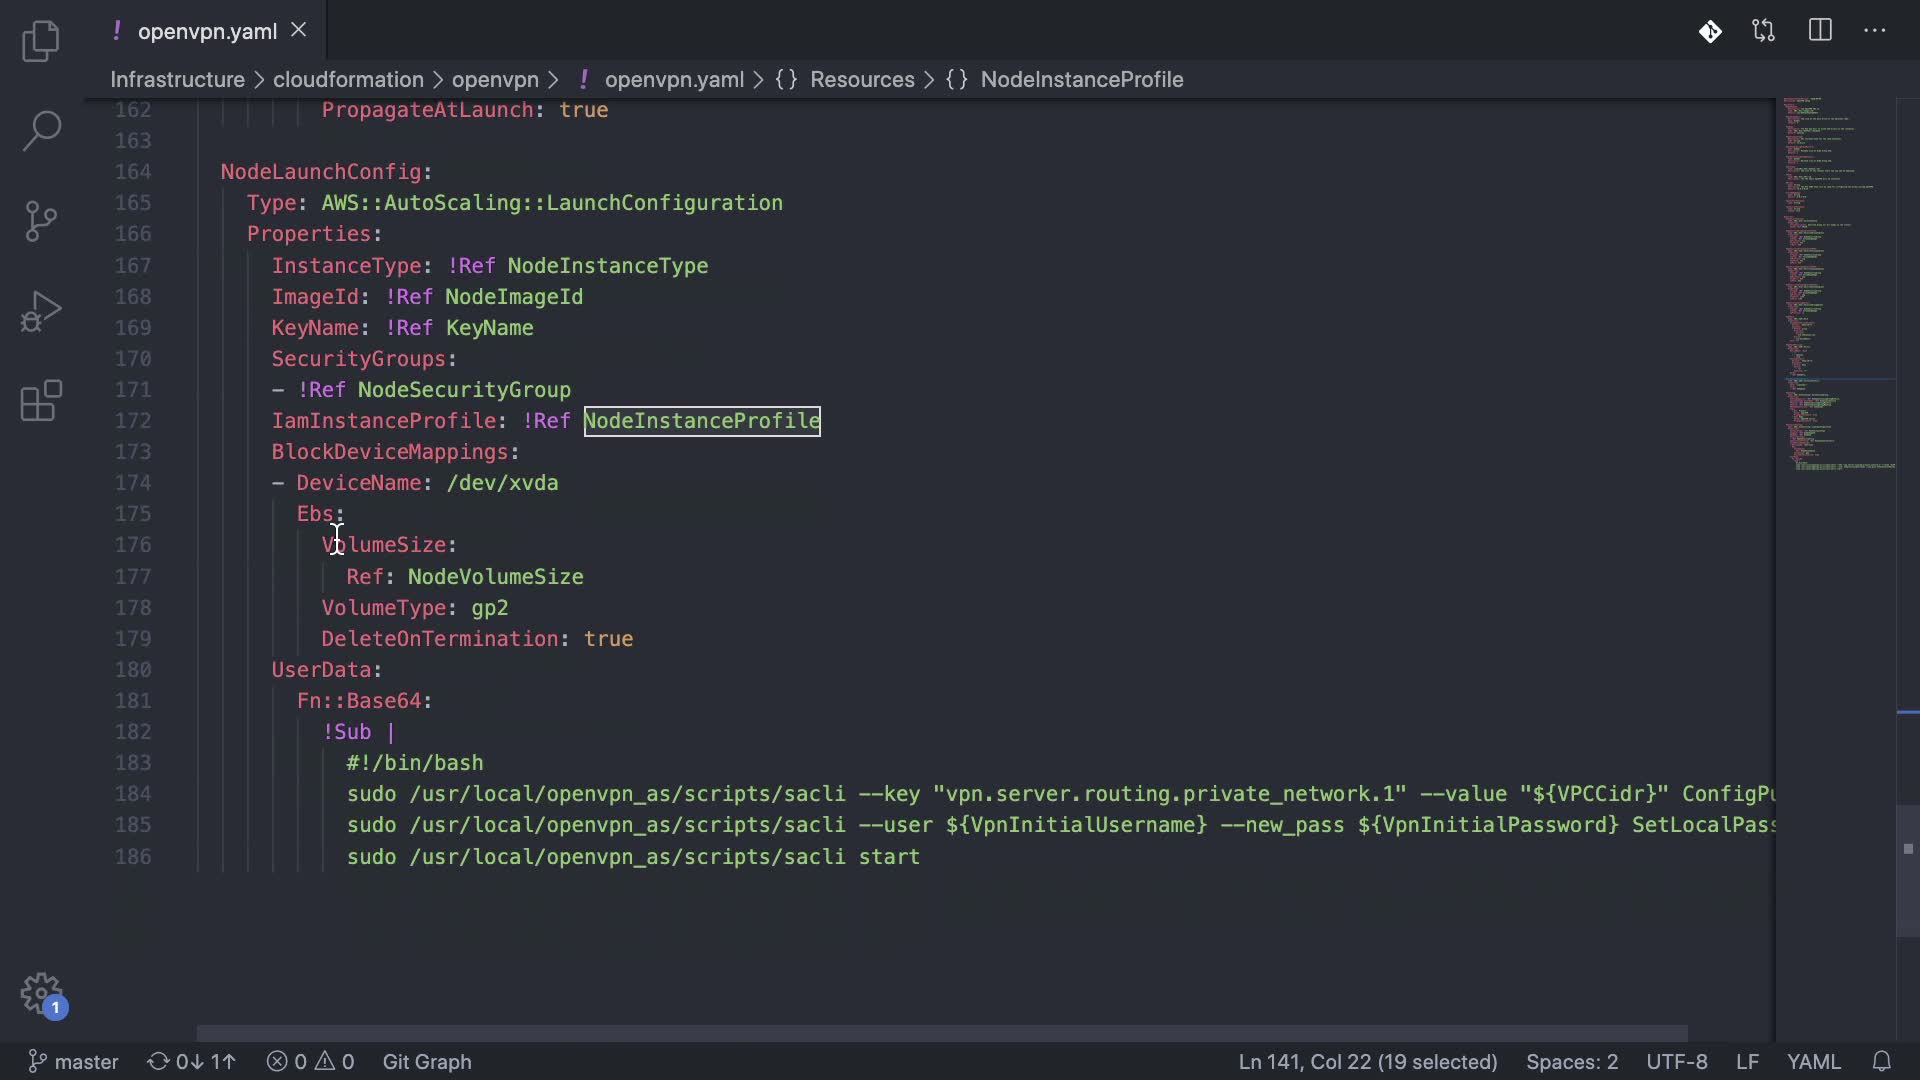 ! openvpn.yaml
Infrastructure > cloudformation > openvpn > ! openvpn.yaml > {} Resources > {} NodeInstanceProfile
162 PropagateAtLaunch: true
163
164 NodeLaunchConfig:
165 Type: AWS::AutoScaling::LaunchConfiguration
166 Properties:
167 InstanceType: !Ref NodeInstanceType
168 ImageId: !Ref NodeImageId
169 KeyName: !Ref KeyName
170 SecurityGroups:
171 - !Ref NodeSecurityGroup
172 IamInstanceProfile: !Ref NodeInstanceProfile
173 BlockDeviceMappings:
174 - DeviceName: /dev/xvda
175 Ebs:
176 VolumeSize:
177 Ref: NodeVolumeSize
178 VolumeType: gp2
179 DeleteOnTermination: true
180 UserData:
181 Fn::Base64:
182 !Sub |
183 #!/bin/bash
184 sudo /usr/local/openvpn_as/scripts/sacli --key "vpn.server.routing.private_network.1" --value "${VPCCidr}" ConfigPu
185 sudo /usr/local/openvpn_as/scripts/sacli --user ${VpnInitialUsername} --new_pass ${VpnInitialPassword} SetLocalPass
186 sudo /usr/local/openvpn_as/scripts/sacli start
1
master 0↓ 1↑ 0 0 Git Graph Ln 141, Col 22 (19 selected) Spaces: 2 UTF-8 LF YAML